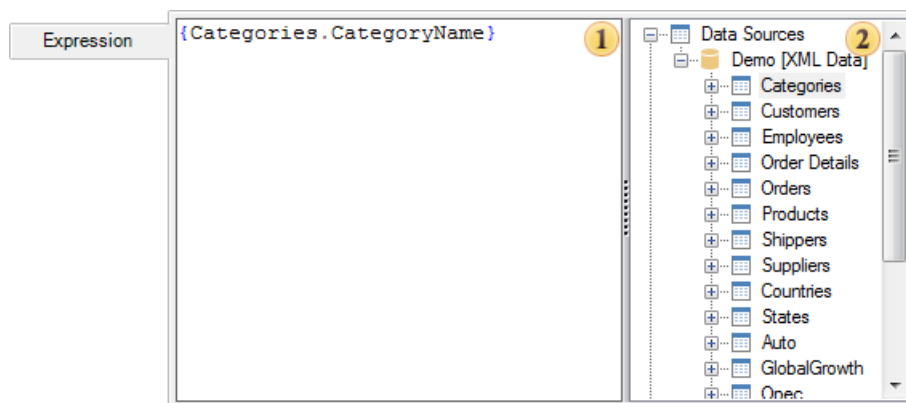 Expression
{Categories.CategoryName}
1
Data Sources
2
Demo [XML Data]
Categories
Customers
Employees
Order Details
Orders
Products
Shippers
Suppliers
Countries
States
Auto
GlobalGrowth
Opec